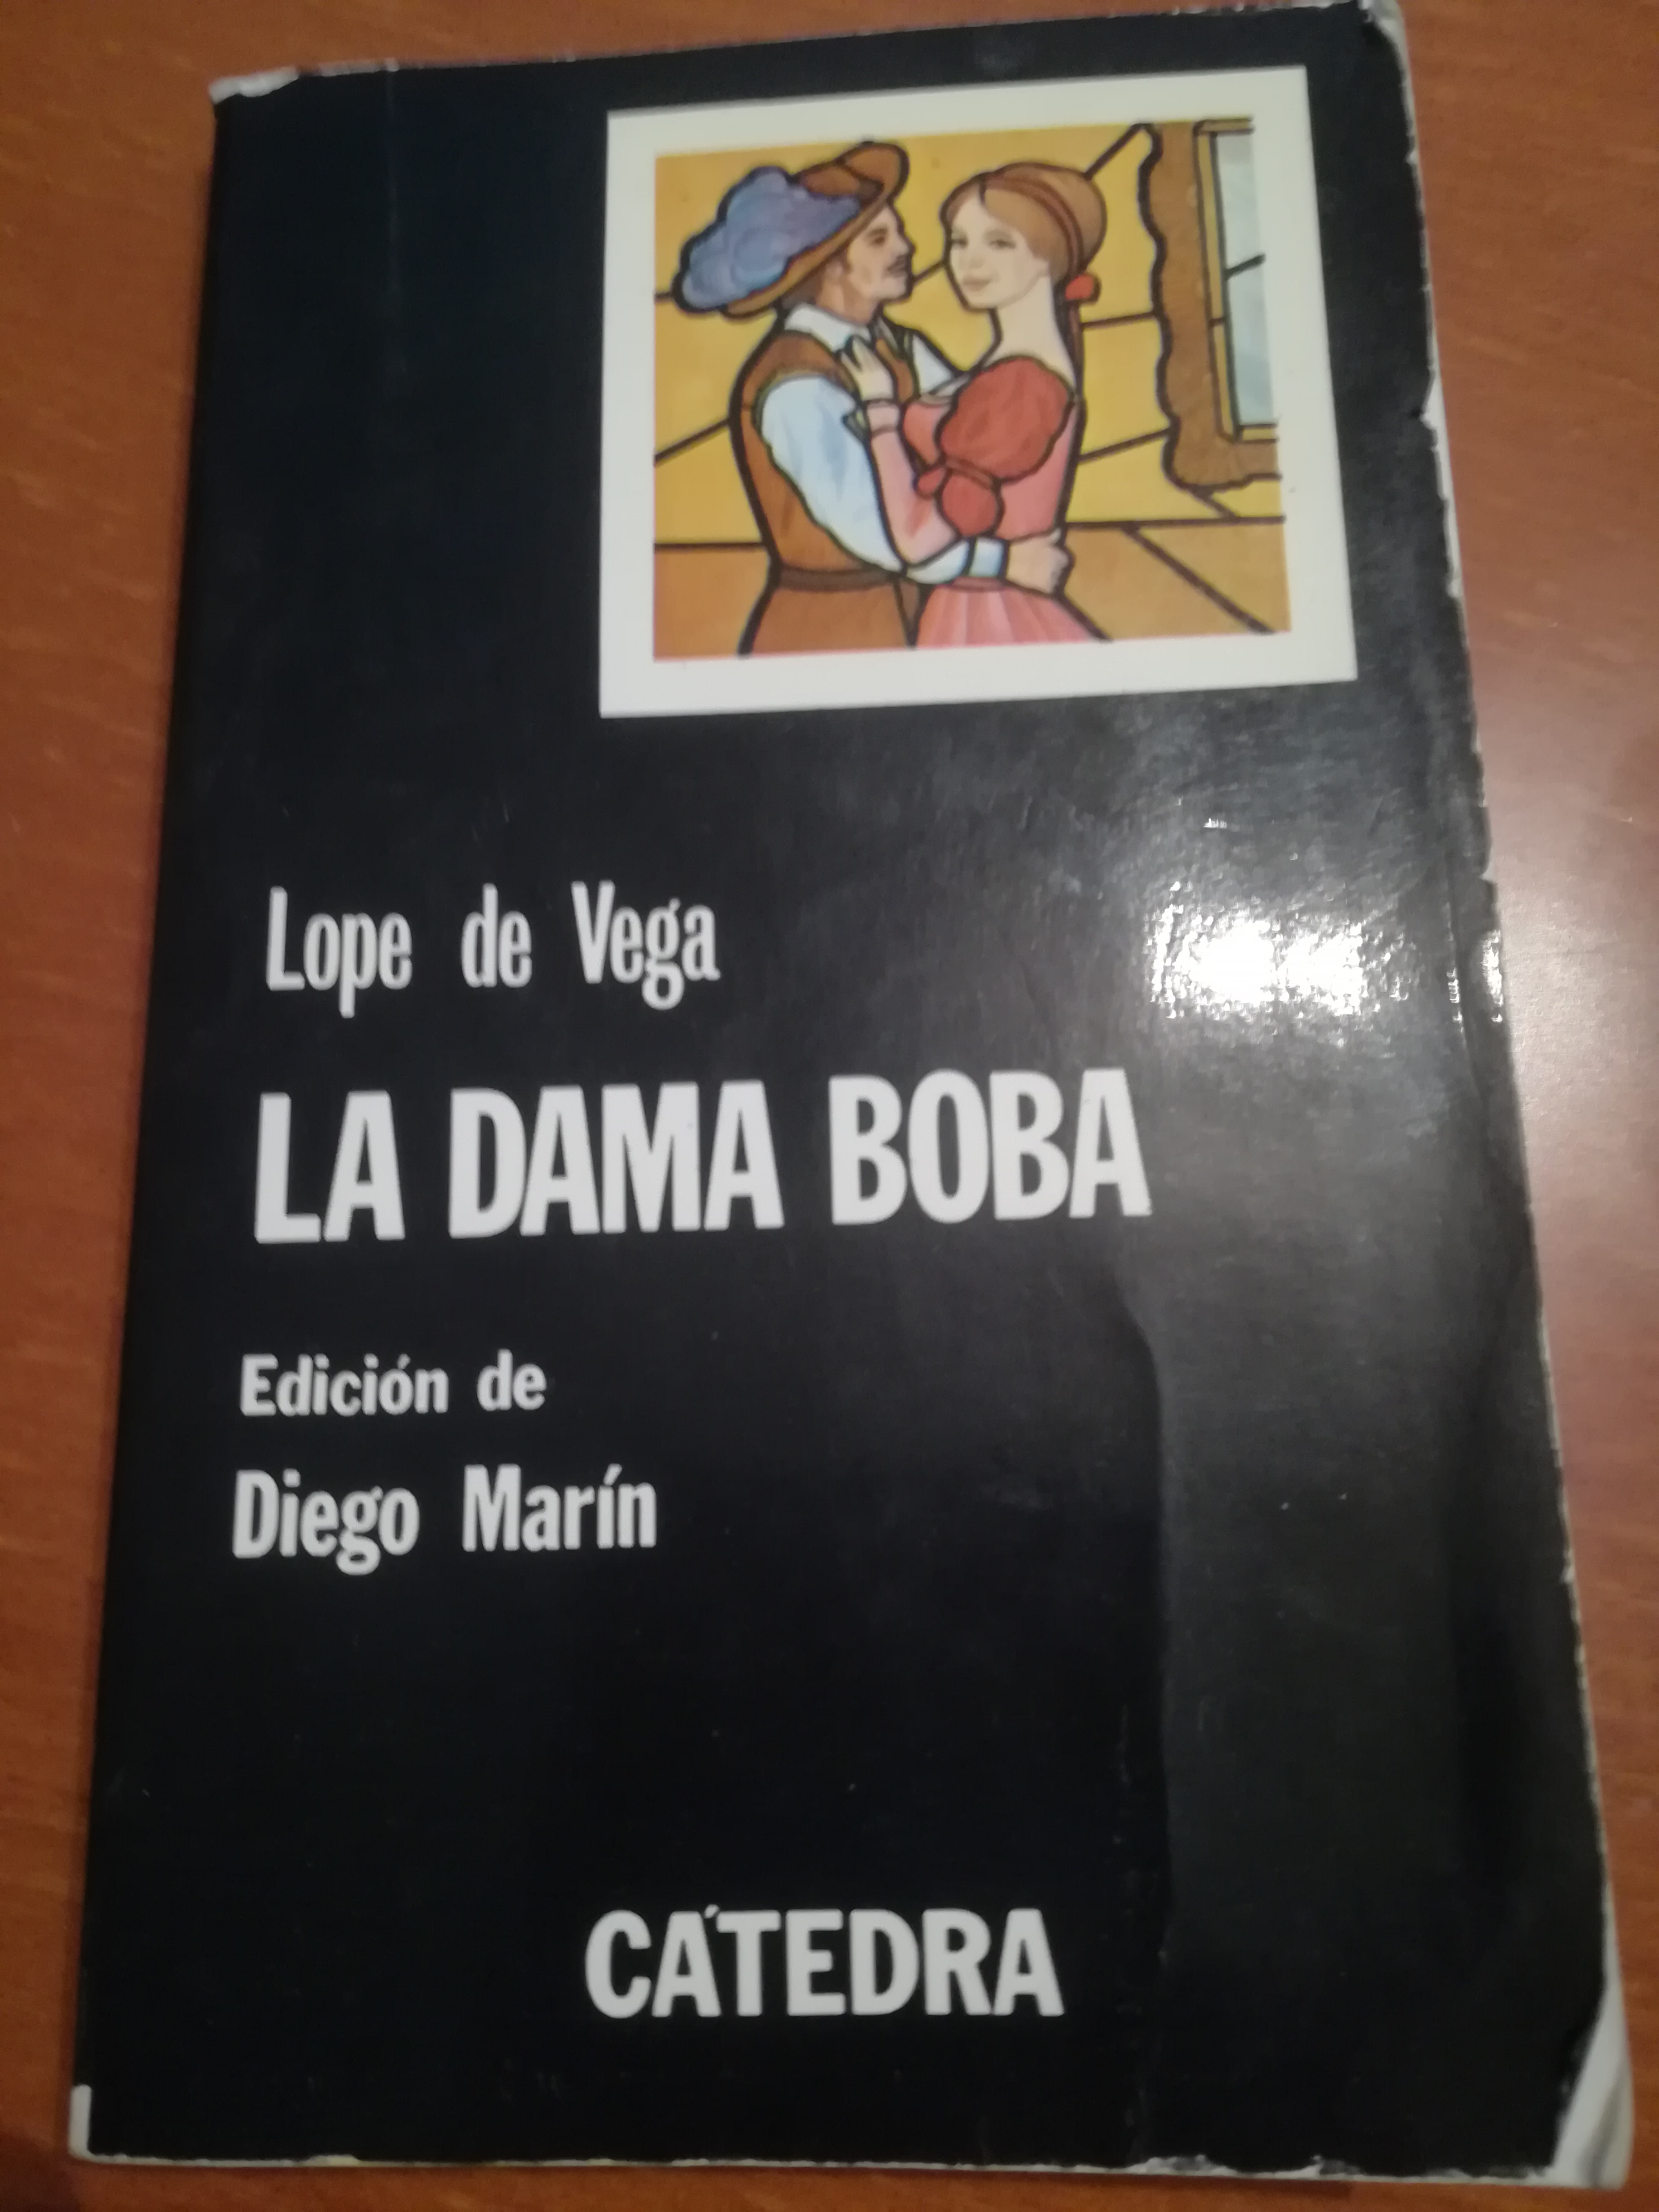 Lope de Vega
LA DAMA BOBA
Edición de
Diego Marín
CÁTEDRA